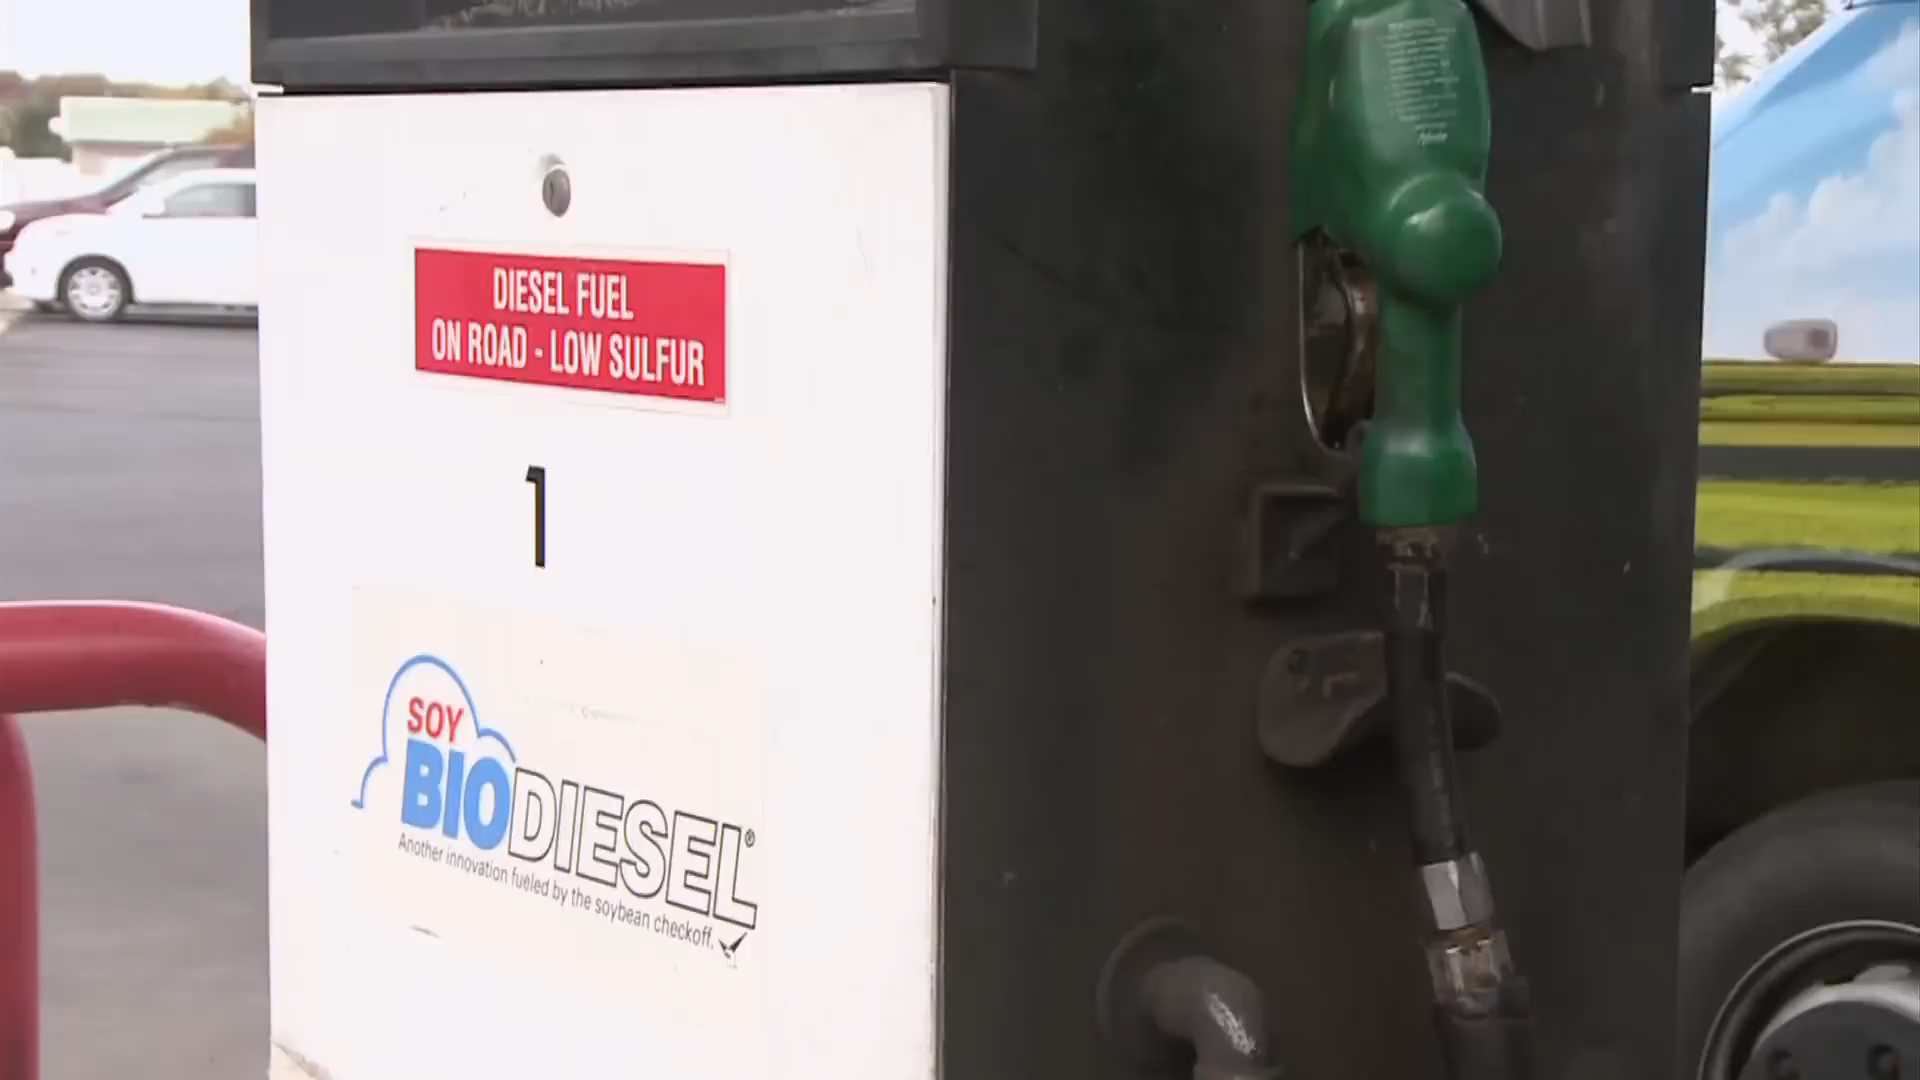 DIESEL FUEL
ON ROAD - LOW SULFUR
1
SOY
BIODIESEL®
Another innovation fueled by the soybean checkoff.